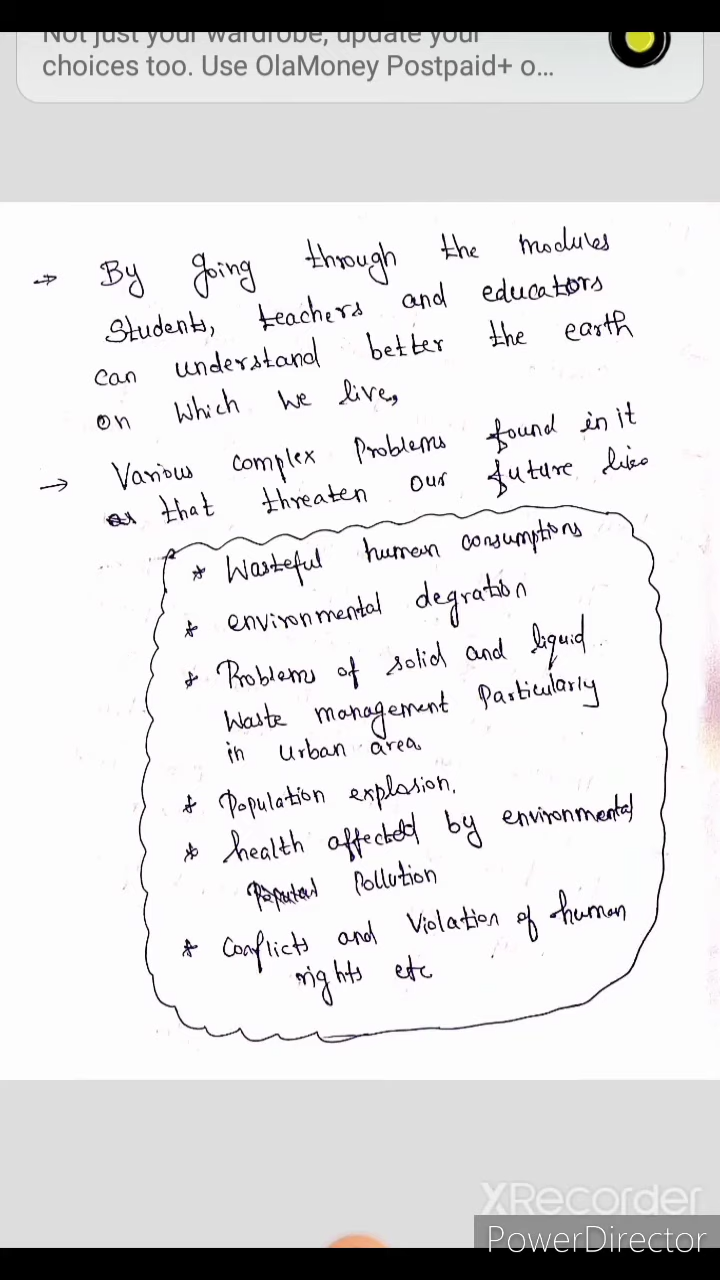 Not just your wardrobe, update your
choices too. Use OlaMoney Postpaid+ o...
→ By going through the modules
Students, teachers and educators
can understand better the earth
on which we live,
→ Various complex Problems found in it
that threaten our future like
* Wasteful human consumptions
* environmental degration
* Problems of solid and liquid
Waste management Particularly
in urban area
* Population explosion.
* health affected by environmental
Pollution
* Conflicts and Violation of human
rights etc
XRecorder
PowerDirector